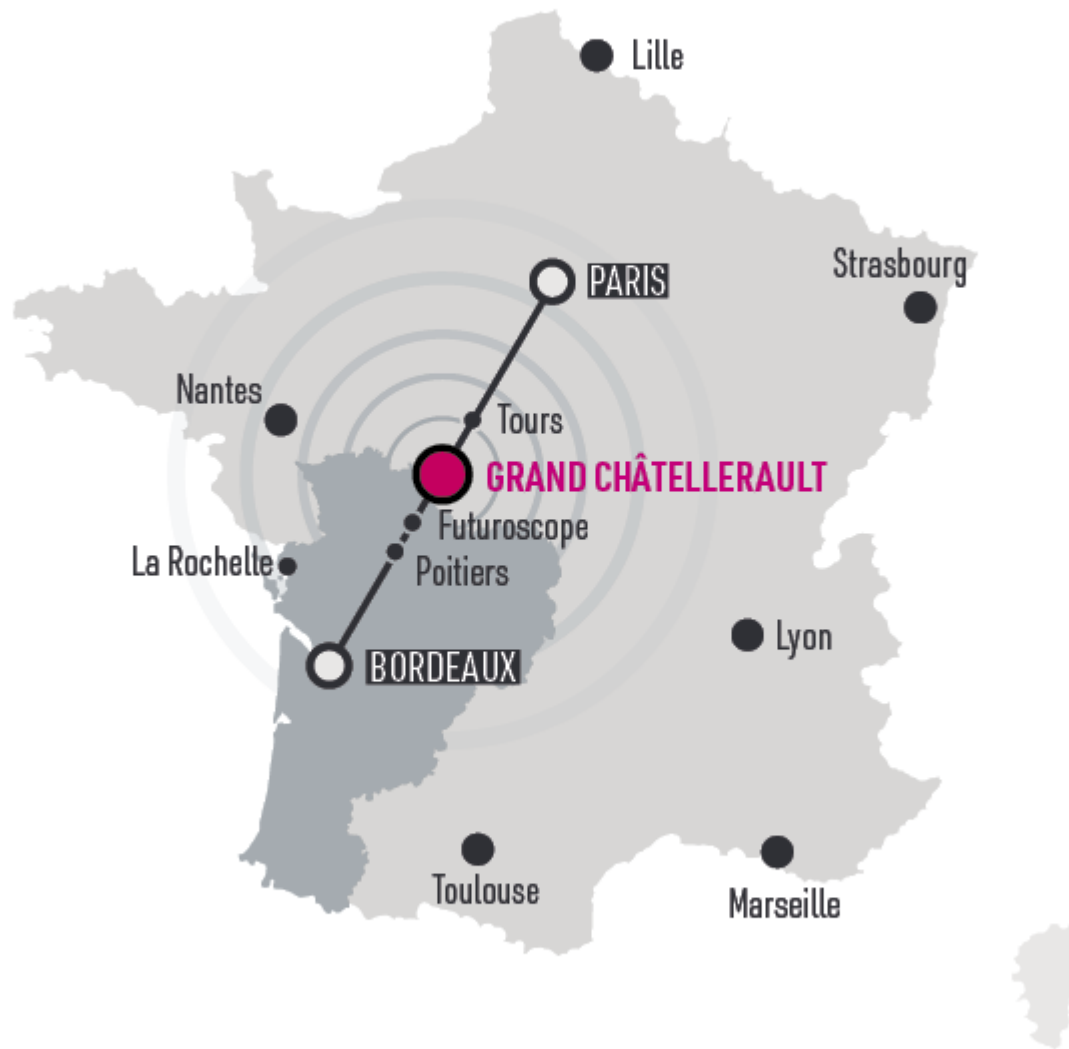 Lille
Strasbourg
PARIS
Nantes
Tours
GRAND CHÂTELLERAULT
Futuroscope
La Rochelle
Poitiers
Lyon
BORDEAUX
Toulouse
Marseille